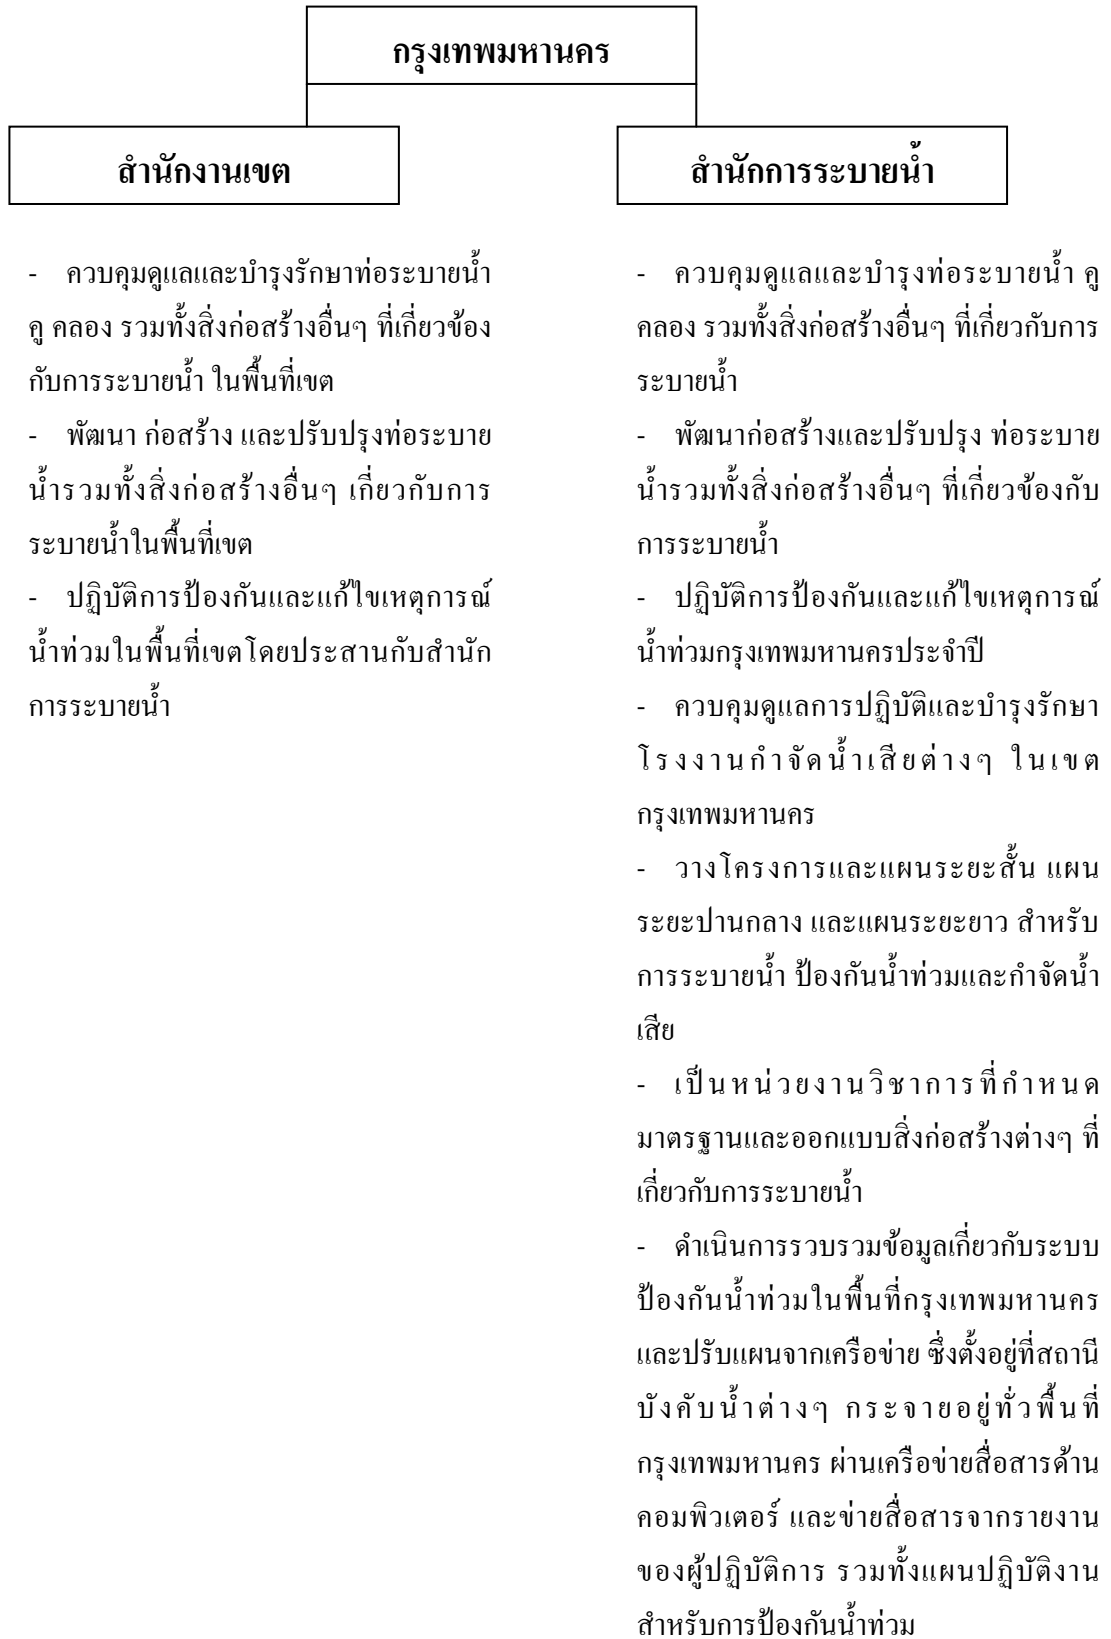 กรุงเทพมหานคร
สำนักงานเขต
- ควบคุมดูแลและบำรุงรักษาท่อระบายน้ำ
คู คลอง รวมทั้งสิ่งก่อสร้างอื่นๆ ที่เกี่ยวข้อง
กับการระบายน้ำ ในพื้นที่เขต
- พัฒนา ก่อสร้าง และปรับปรุงท่อระบาย
น้ำรวมทั้งสิ่งก่อสร้างอื่นๆ เกี่ยวกับการ
ระบายน้ำในพื้นที่เขต
- ปฏิบัติการป้องกันและแก้ไขเหตุการณ์
น้ำท่วมในพื้นที่เขตโดยประสานกับสำนัก
การระบายน้ำ
สำนักการระบายน้ำ
- ควบคุมดูแลและบำรุงท่อระบายน้ำ คู
คลอง รวมทั้งสิ่งก่อสร้างอื่นๆ ที่เกี่ยวกับการ
ระบายน้ำ
- พัฒนาก่อสร้างและปรับปรุง ท่อระบาย
น้ำรวมทั้งสิ่งก่อสร้างอื่นๆ ที่เกี่ยวข้องกับ
การระบายน้ำ
- ปฏิบัติการป้องกันและแก้ไขเหตุการณ์
น้ำท่วมกรุงเทพมหานครประจำปี
- ควบคุมดูแลการปฏิบัติและบำรุงรักษา
โรงงานกำจัดน้ำเสียต่างๆ ในเขต
กรุงเทพมหานคร
- วางโครงการและแผนระยะสั้น แผน
ระยะปานกลาง และแผนระยะยาว สำหรับ
การระบายน้ำ ป้องกันน้ำท่วมและกำจัดน้ำ
เสีย
- เป็นหน่วยงานวิชาการที่กำหนด
มาตรฐานและออกแบบสิ่งก่อสร้างต่างๆ ที่
เกี่ยวกับการระบายน้ำ
- ดำเนินการรวบรวมข้อมูลเกี่ยวกับระบบ
ป้องกันน้ำท่วมในพื้นที่กรุงเทพมหานคร
และปรับแผนจากเครือข่าย ซึ่งตั้งอยู่ที่สถานี
บังคับน้ำต่างๆ กระจายอยู่ทั่วพื้นที่
กรุงเทพมหานคร ผ่านเครือข่ายสื่อสารด้าน
คอมพิวเตอร์ และข่ายสื่อสารจากรายงาน
ของผู้ปฏิบัติการ รวมทั้งแผนปฏิบัติงาน
สำหรับการป้องกันน้ำท่วม